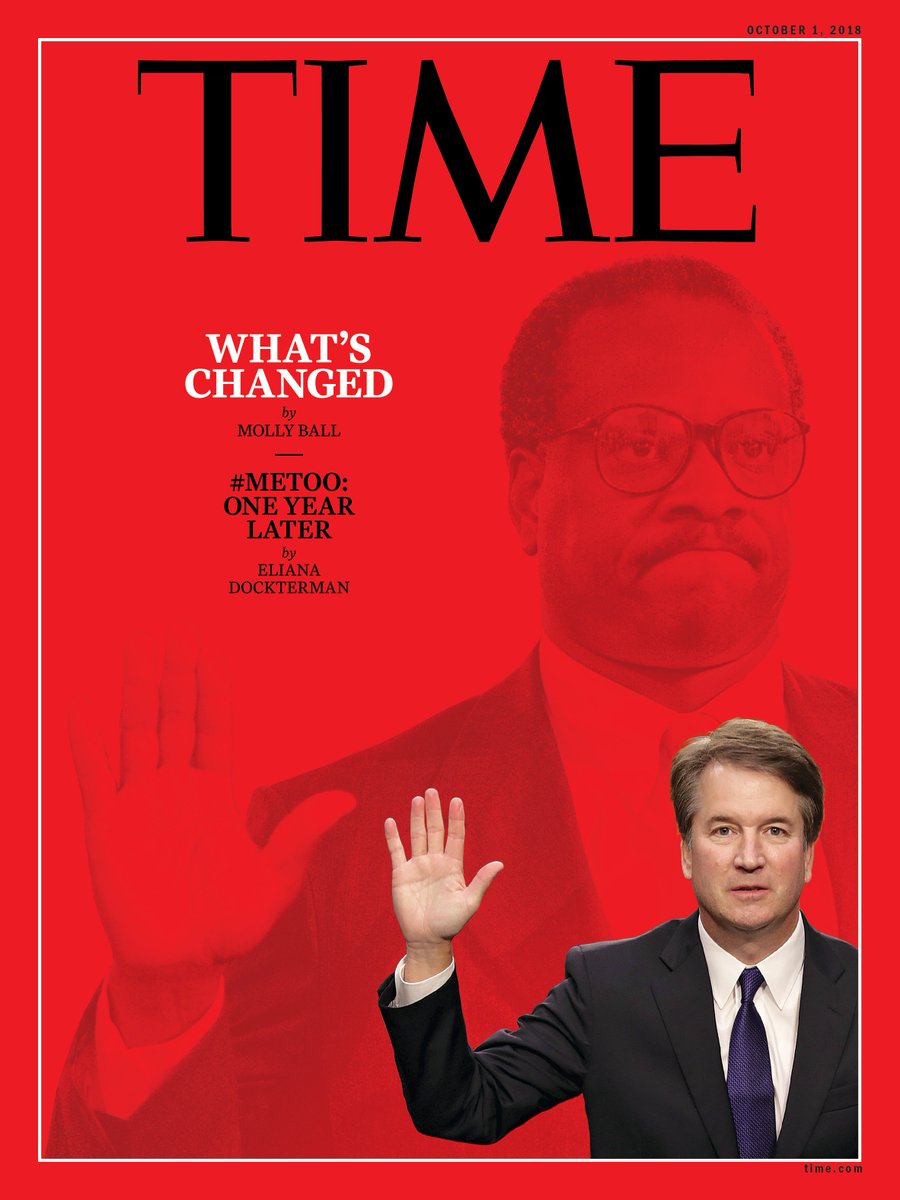 OCTOBER 1, 2018
TIME
WHAT’S
CHANGED
by
MOLLY BALL
#METOO:
ONE YEAR
LATER
by
ELIANA
DOCKTERMAN
time.com